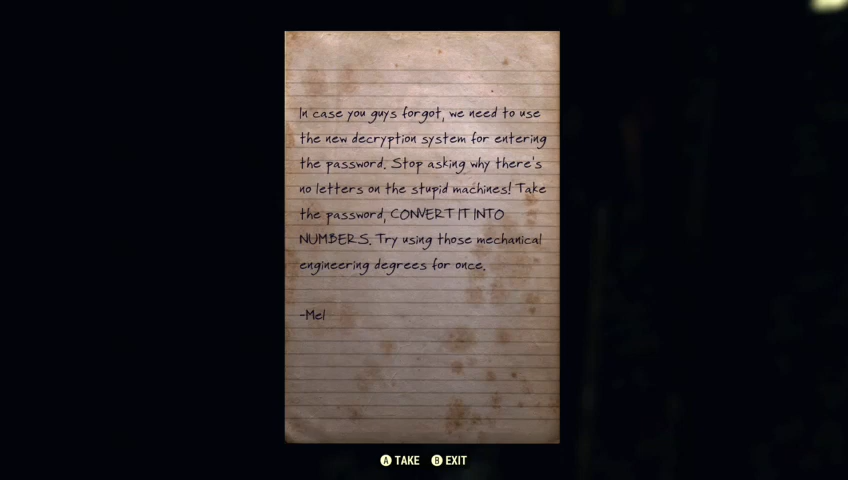 In case you guys forgot, we need to use
the new decryption system for entering
the password. Stop asking why there's
no letters on the stupid machines! Take
the password, CONVERT IT INTO
NUMBERS. Try using those mechanical
engineering degrees for once.
-Mel
A TAKE B EXIT